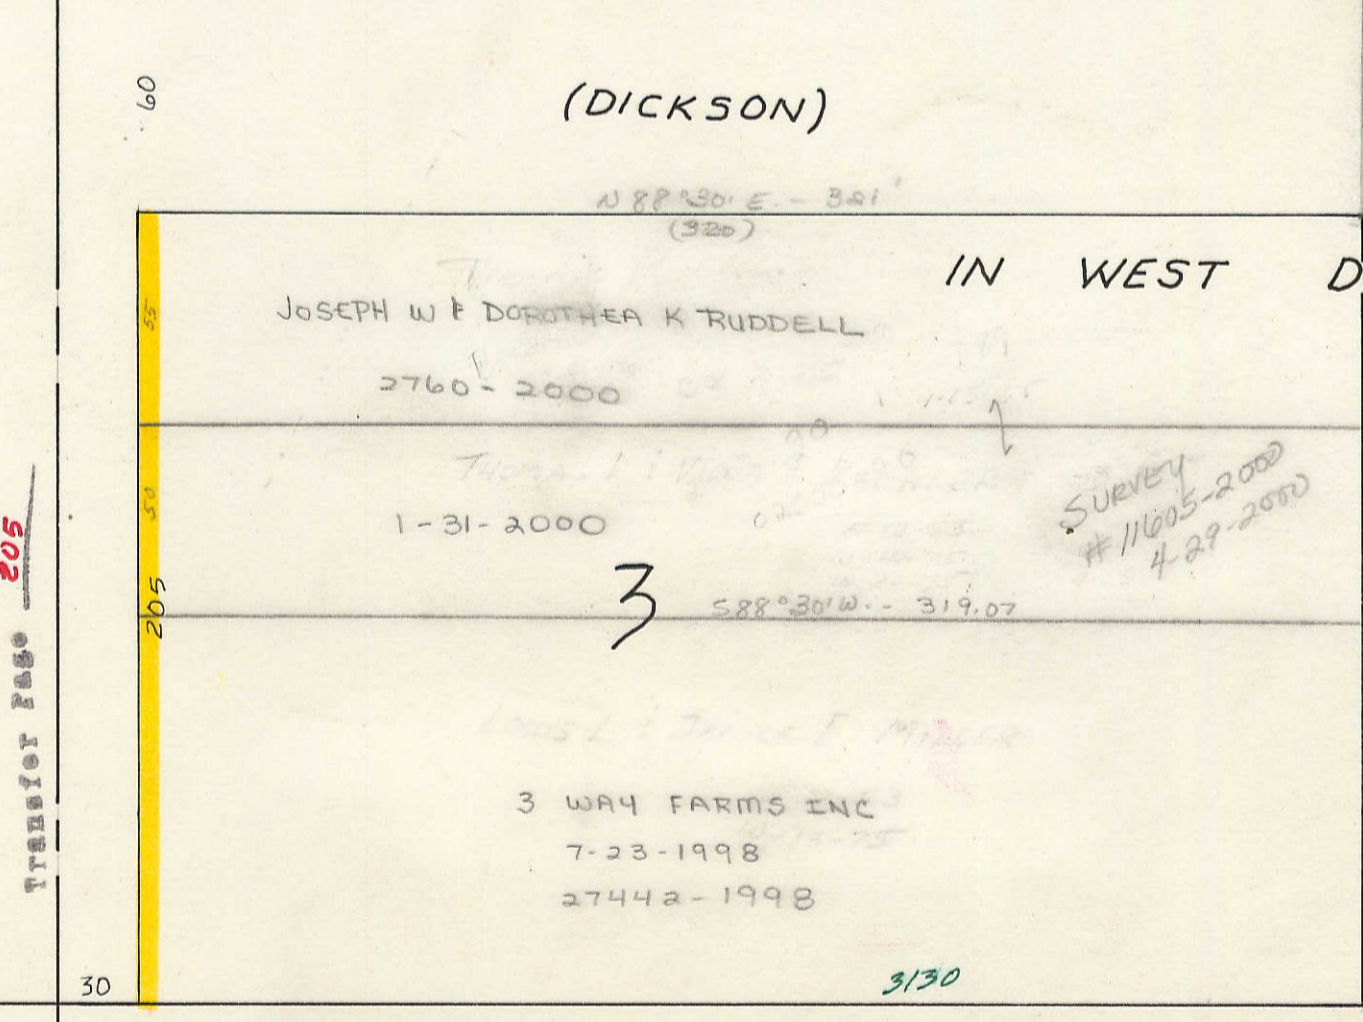 60
(DICKSON)
N 88°30' E - 321'
(320)
IN WEST D
55
JOSEPH W & DOROTHEA K RUDDELL
2760 - 2000
50
1-31-2000
SURVEY
#11605-2000
4-29-2000
3
S88°30'W. - 319.07
205
Transfer Page 205
3 WAY FARMS INC
7-23-1998
27442-1998
30
3130